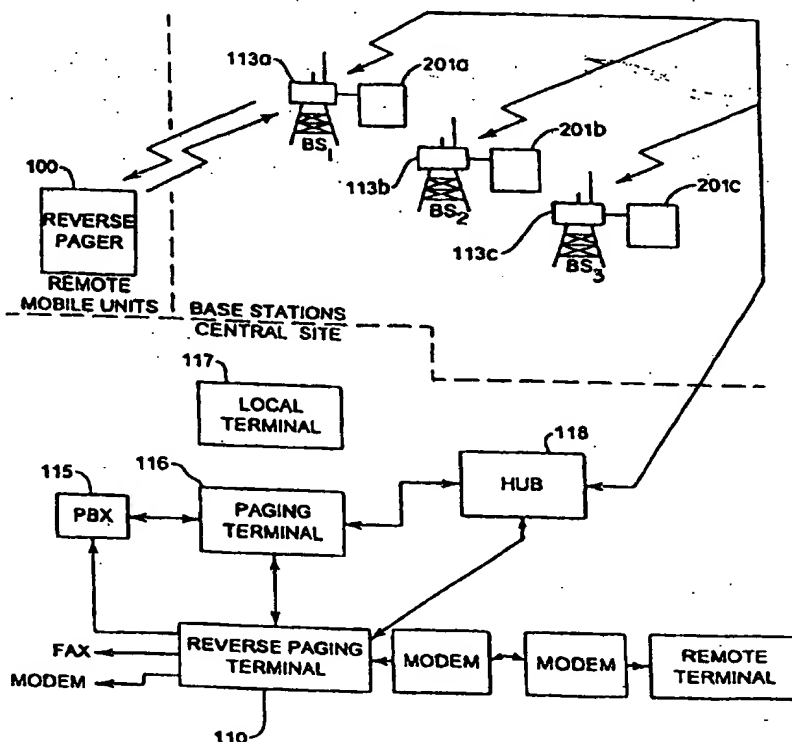 113a
201a
BS1
201b
113b
BS2
201c
113c
BS3
100
REVERSE
PAGER
REMOTE
MOBILE UNITS
BASE STATIONS
CENTRAL SITE
117
LOCAL
TERMINAL
118
HUB
115
PBX
116
PAGING
TERMINAL
FAX
MODEM
REVERSE PAGING
TERMINAL
MODEM
MODEM
REMOTE
TERMINAL
110